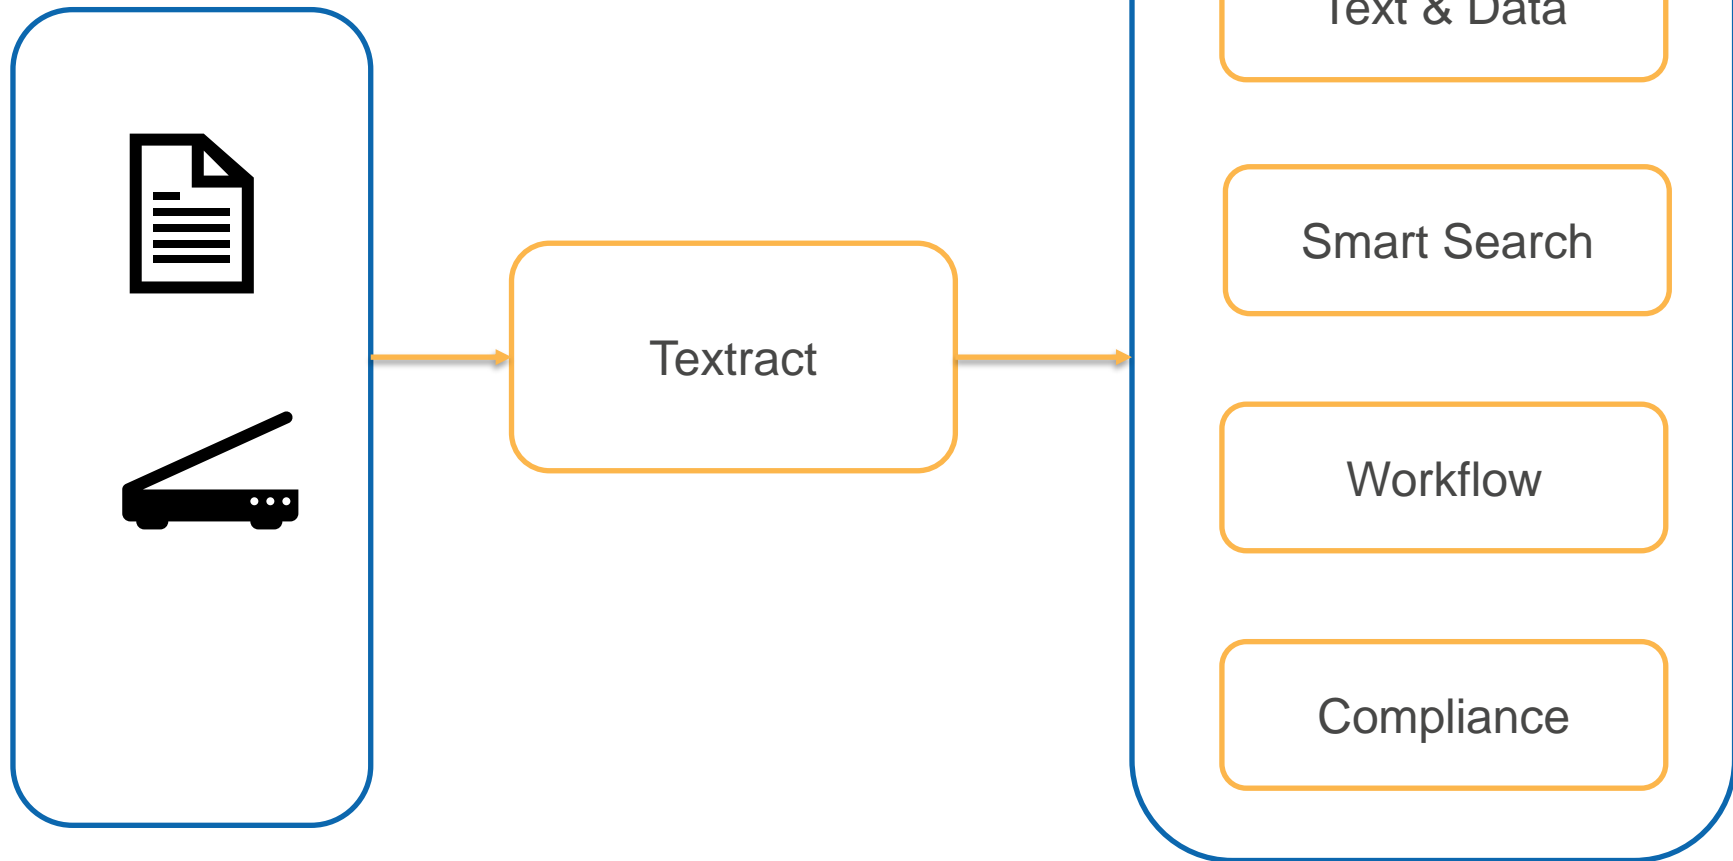 Text & Data
Smart Search
Textract
Workflow
Compliance